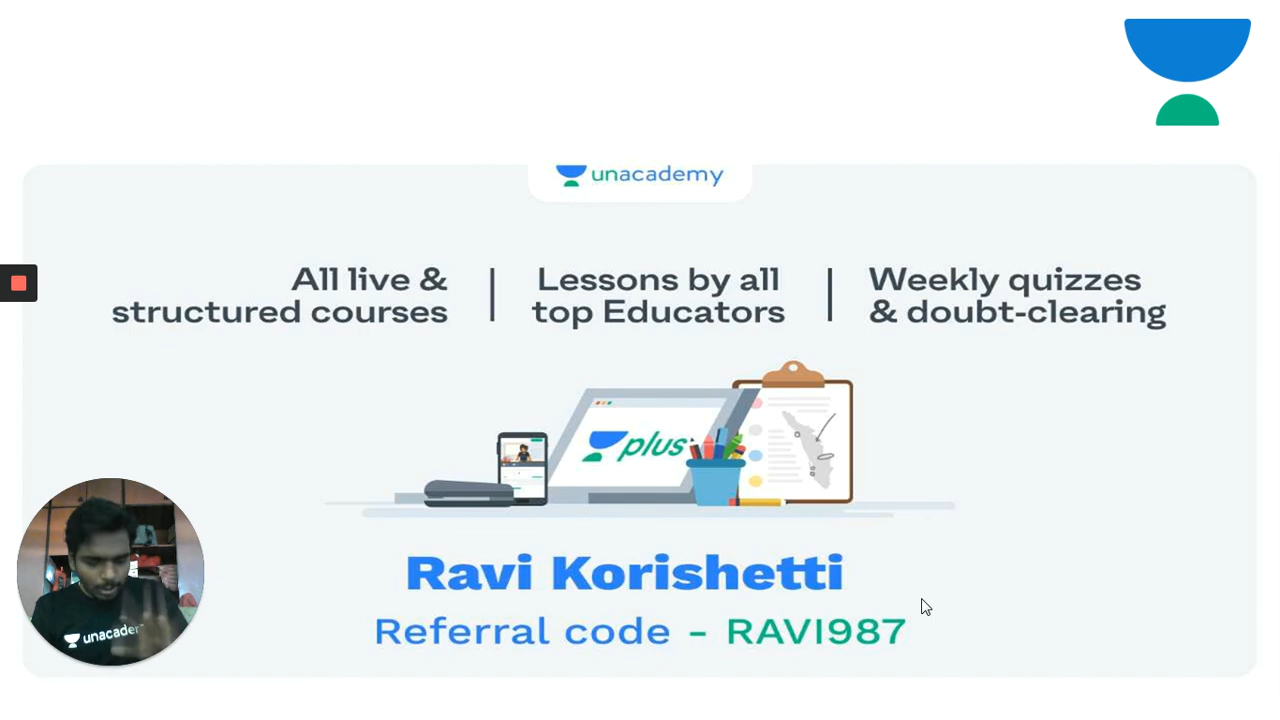 unacademy
All live &
structured courses
Lessons by all
top Educators
Weekly quizzes
& doubt-clearing
plus
Ravi Korishetti
Referral code - RAVI987
unacademy